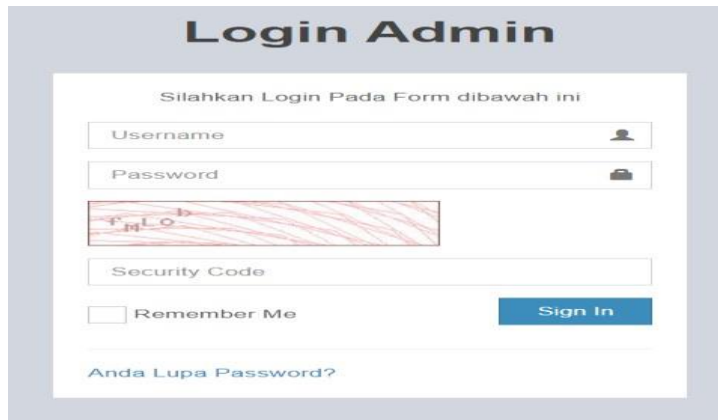 Login Admin
Silahkan Login Pada Form dibawah ini
Username
Password
Security Code
Remember Me
Sign In
Anda Lupa Password?